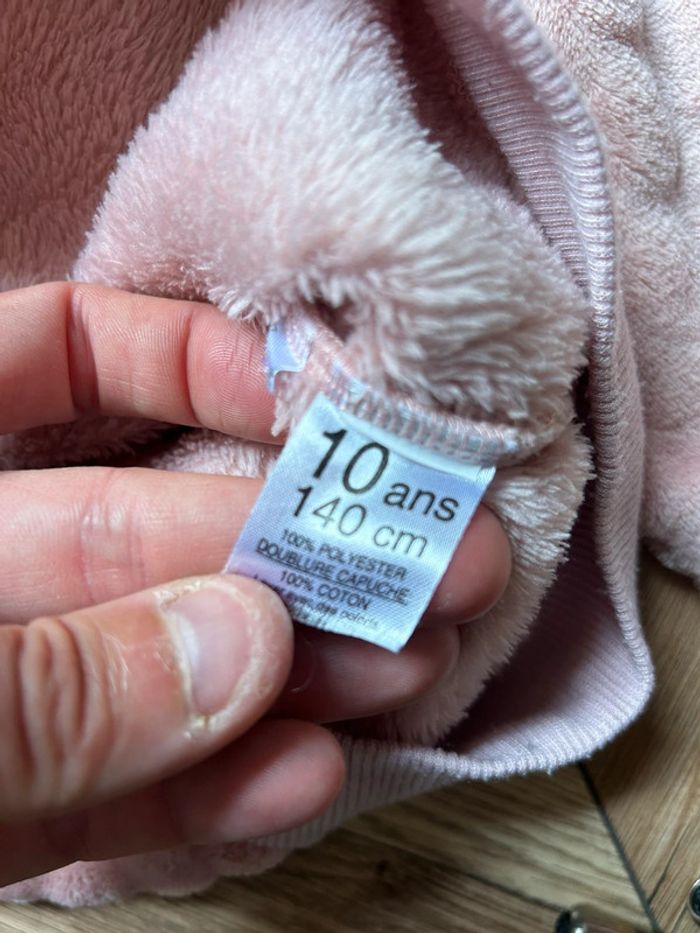 10 ans
140 cm
100% POLYESTER
DOUBLURE CAPUCHE
100% COTON